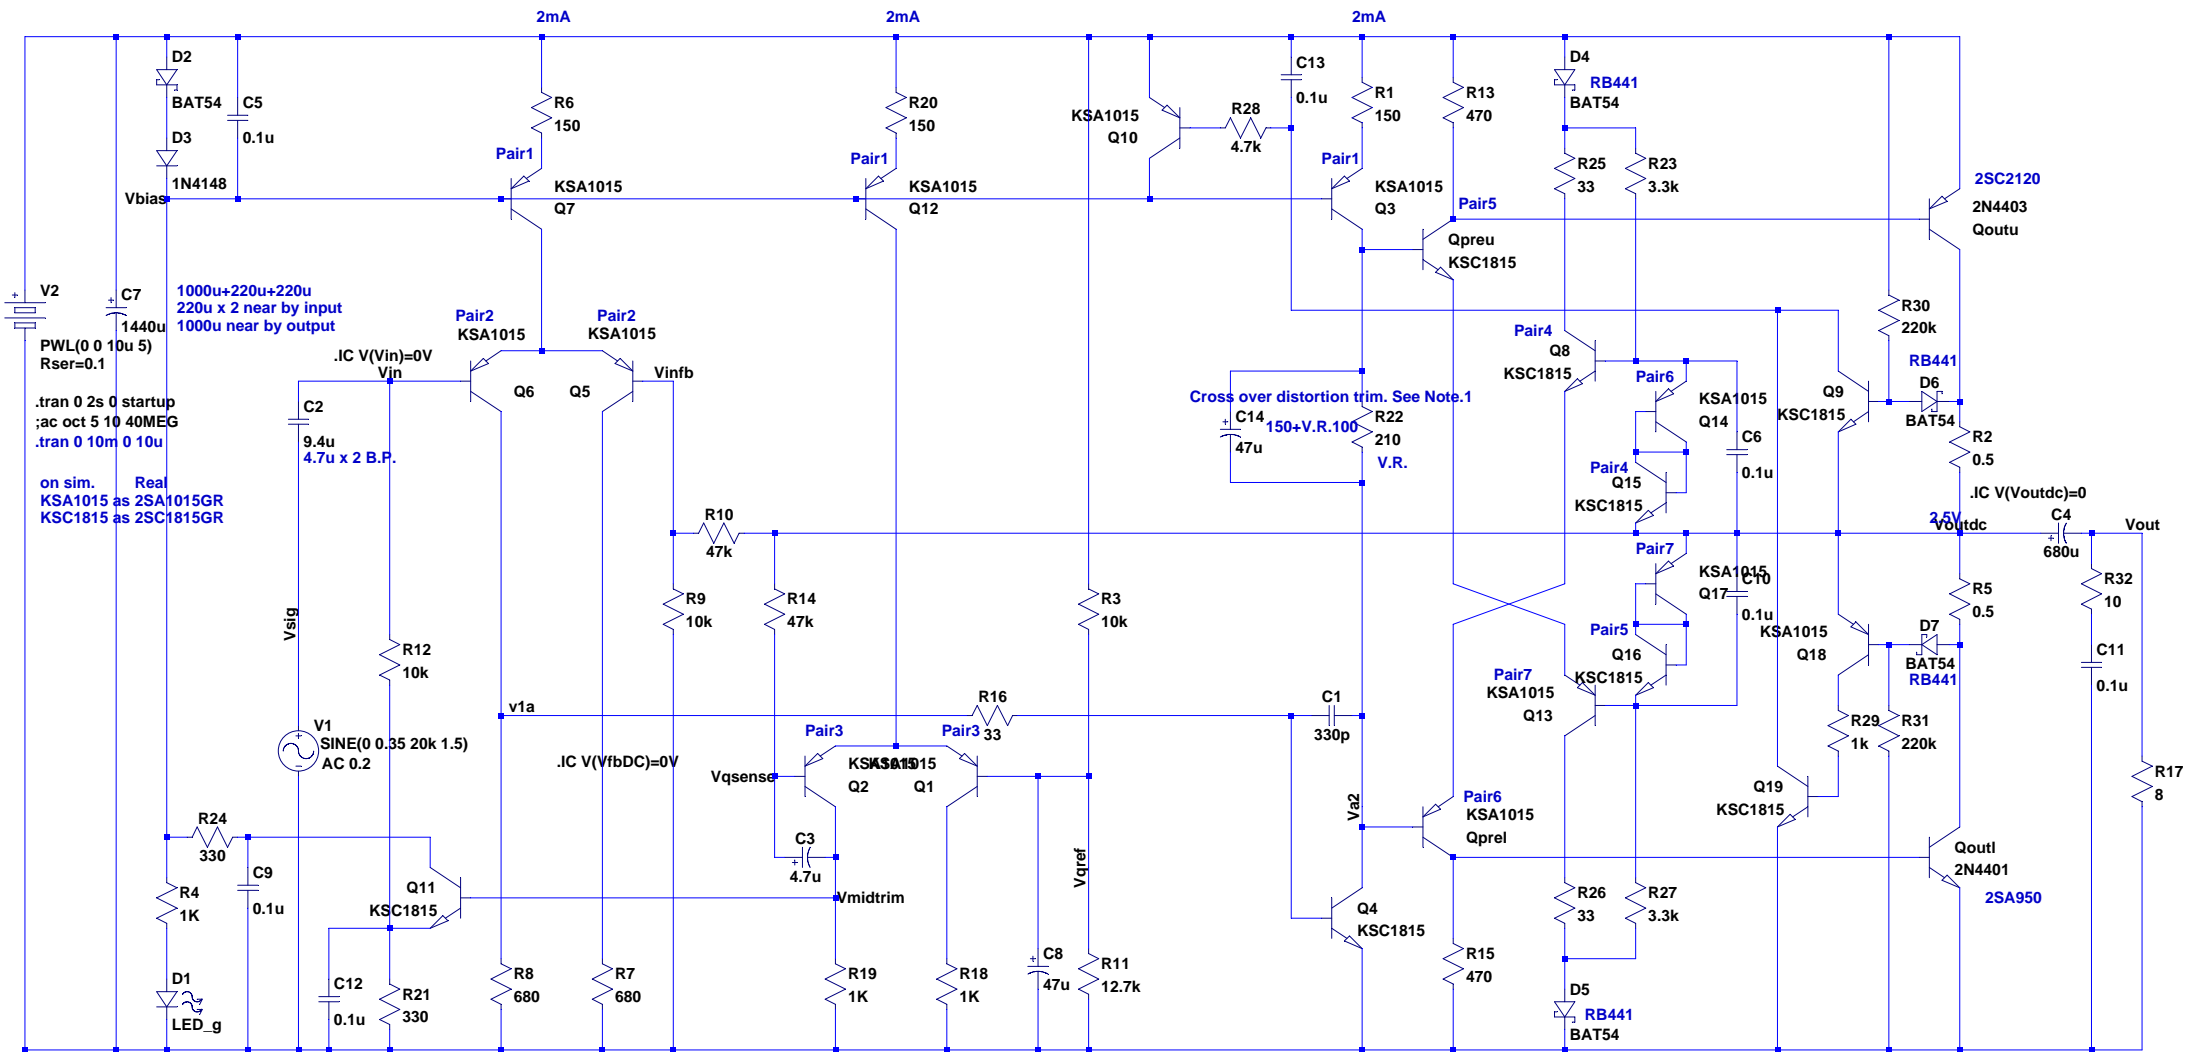 2mA
2mA
2mA
D2
BAT54
C5
0.1u
D3
1N4148
Vbias
R6
150
Pair1
KSA1015
Q7
R20
150
Pair1
KSA1015
Q12
KSA1015
Q10
R28
4.7k
C13
0.1u
R1
150
Pair1
KSA1015
Q3
R13
470
Pair5
Qpreu
KSC1815
D4
RB441
BAT54
R25
33
R23
3.3k
2SC2120
2N4403
Qoutu
V2
PWL(0 0 10u 5)
Rser=0.1
C7
1440u
1000u+220u+220u
220u x 2 near by input
1000u near by output
.tran 0 2s 0 startup
;ac oct 5 10 40MEG
.tran 0 10m 0 10u
on sim. Real
KSA1015 as 2SA1015GR
KSC1815 as 2SC1815GR
.IC V(Vin)=0V
Vin
C2
9.4u
4.7u x 2 B.P.
Pair2
KSA1015
Q6
Pair2
KSA1015
Q5
Vinfb
R10
47k
R9
10k
R14
47k
R3
10k
Cross over distortion trim. See Note.1
C14
47u
150+V.R.100
R22
210
V.R.
Pair4
Q8
KSC1815
Pair6
KSA1015
Q14
Pair4
Q15
KSC1815
C6
0.1u
Q9
KSC1815
R30
220k
RB441
D6
BAT54
R2
0.5
.IC V(Voutdc)=0
2.5V
Voutdc
C4
680u
Vout
Pair7
KSA1015
Q17
C10
0.1u
Pair5
Q16
KSC1815
Pair7
KSA1015
Q13
KSA1015
Q18
D7
BAT54
RB441
R5
0.5
R32
10
C11
0.1u
R29
1k
R31
220k
Q19
KSC1815
R17
8
Vsig
V1
SINE(0 0.35 20k 1.5)
AC 0.2
R12
10k
v1a
R16
33
C1
330p
.IC V(VfbDC)=0V
Vqsense
Pair3
KSA1015
Q2
Pair3
KSA1015
Q1
C3
4.7u
Vmidtrim
Vqref
Va2
Pair6
KSA1015
Qprel
R24
330
C9
0.1u
R4
1K
Q11
KSC1815
D1
LED_g
C12
0.1u
R21
330
R8
680
R7
680
R19
1K
R18
1K
C8
47u
R11
12.7k
Q4
KSC1815
R15
470
R26
33
R27
3.3k
D5
RB441
BAT54
Qoutl
2N4401
2SA950